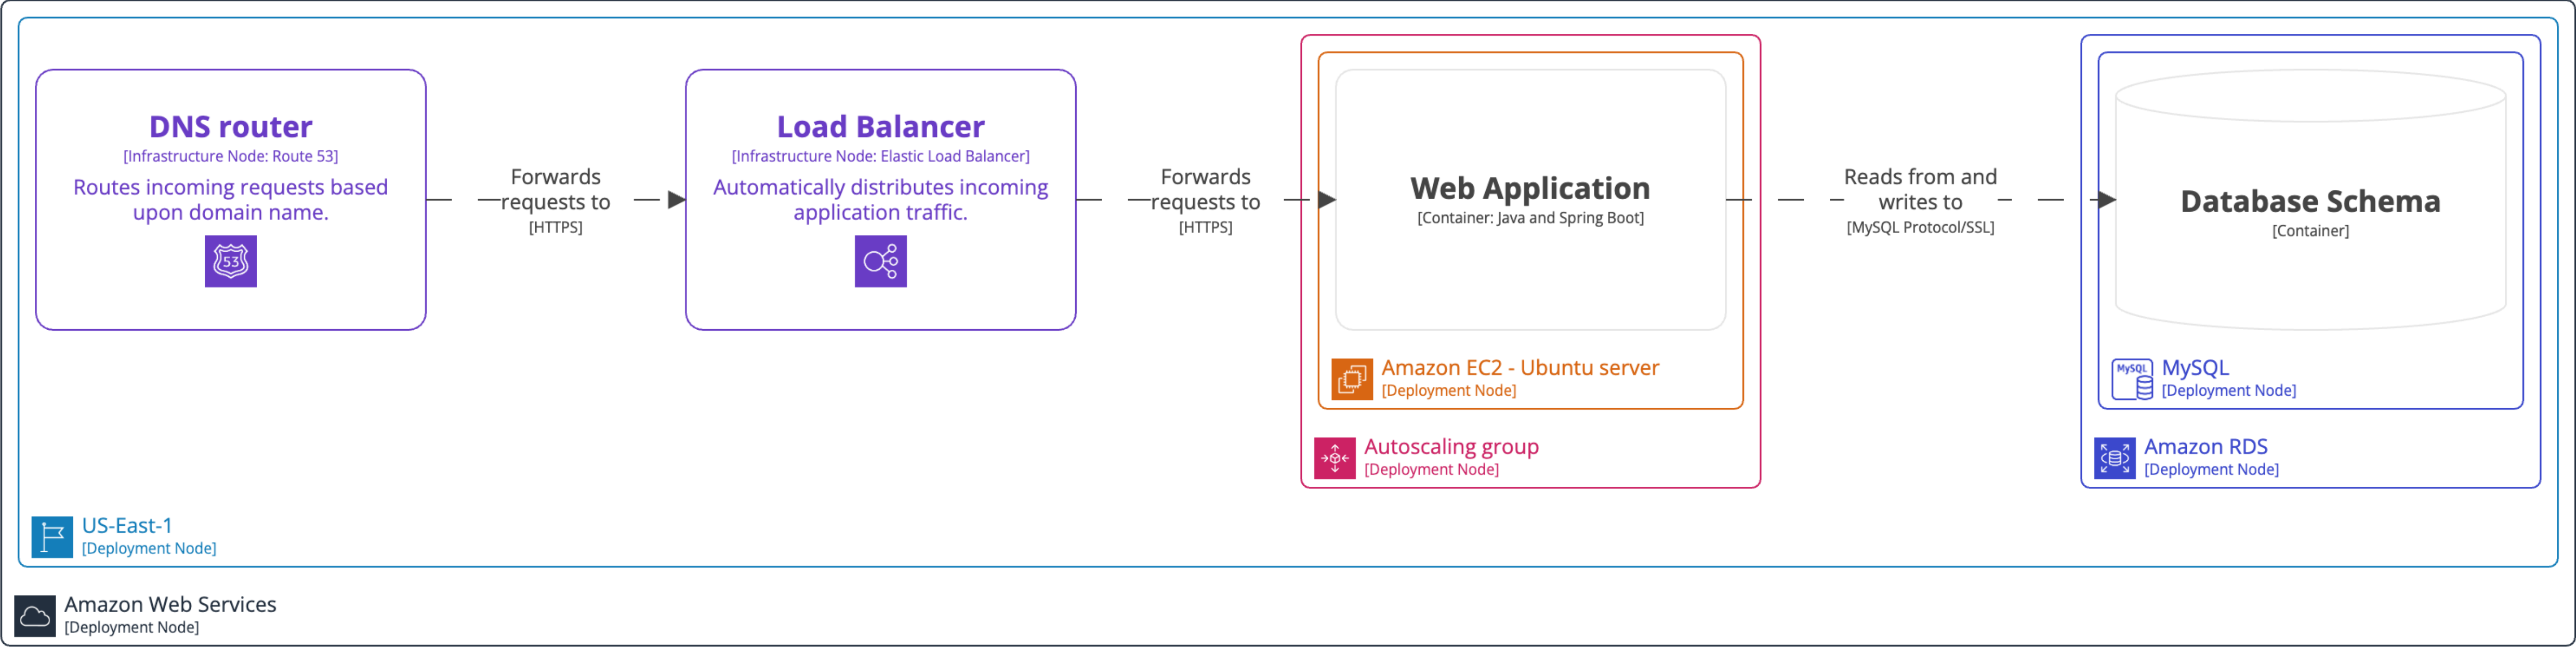 DNS router
[Infrastructure Node: Route 53]
Routes incoming requests based
upon domain name.
53
Forwards
requests to
[HTTPS]
Load Balancer
[Infrastructure Node: Elastic Load Balancer]
Automatically distributes incoming
application traffic.
Forwards
requests to
[HTTPS]
Web Application
[Container: Java and Spring Boot]
Amazon EC2 - Ubuntu server
[Deployment Node]
Autoscaling group
[Deployment Node]
Reads from and
writes to
[MySQL Protocol/SSL]
Database Schema
[Container]
MySQL
MySQL
[Deployment Node]
Amazon RDS
[Deployment Node]
US-East-1
[Deployment Node]
Amazon Web Services
[Deployment Node]